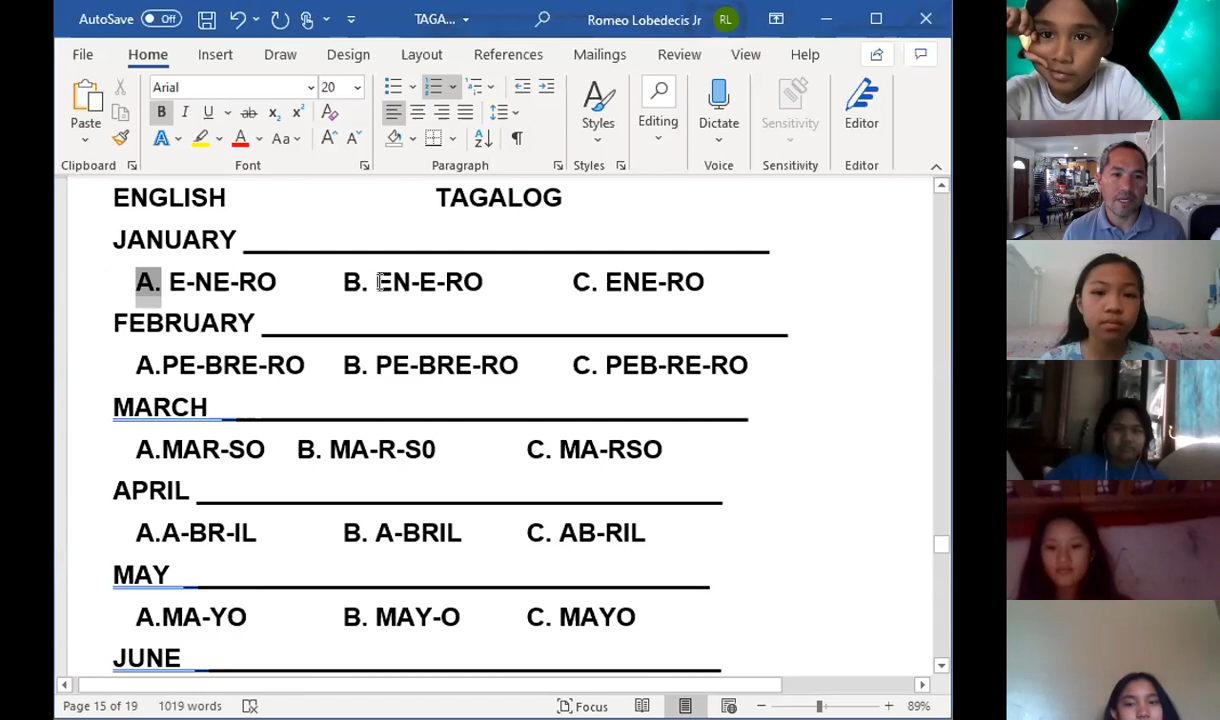 AutoSave Off TAGA... Romeo Lobedecis Jr RL
File Home Insert Draw Design Layout References Mailings Review View Help
Arial 20
Paste Styles Editing Dictate Sensitivity Editor
Clipboard Font Paragraph Styles Voice Sensitivity Editor
ENGLISH TAGALOG
JANUARY
A. E-NE-RO B. EN-E-RO C. ENE-RO
FEBRUARY
A.PE-BRE-RO B. PE-BRE-RO C. PEB-RE-RO
MARCH
A.MAR-SO B. MA-R-S0 C. MA-RSO
APRIL
A.A-BR-IL B. A-BRIL C. AB-RIL
MAY
A.MA-YO B. MAY-O C. MAYO
JUNE
Page 15 of 19 1019 words Focus 89%